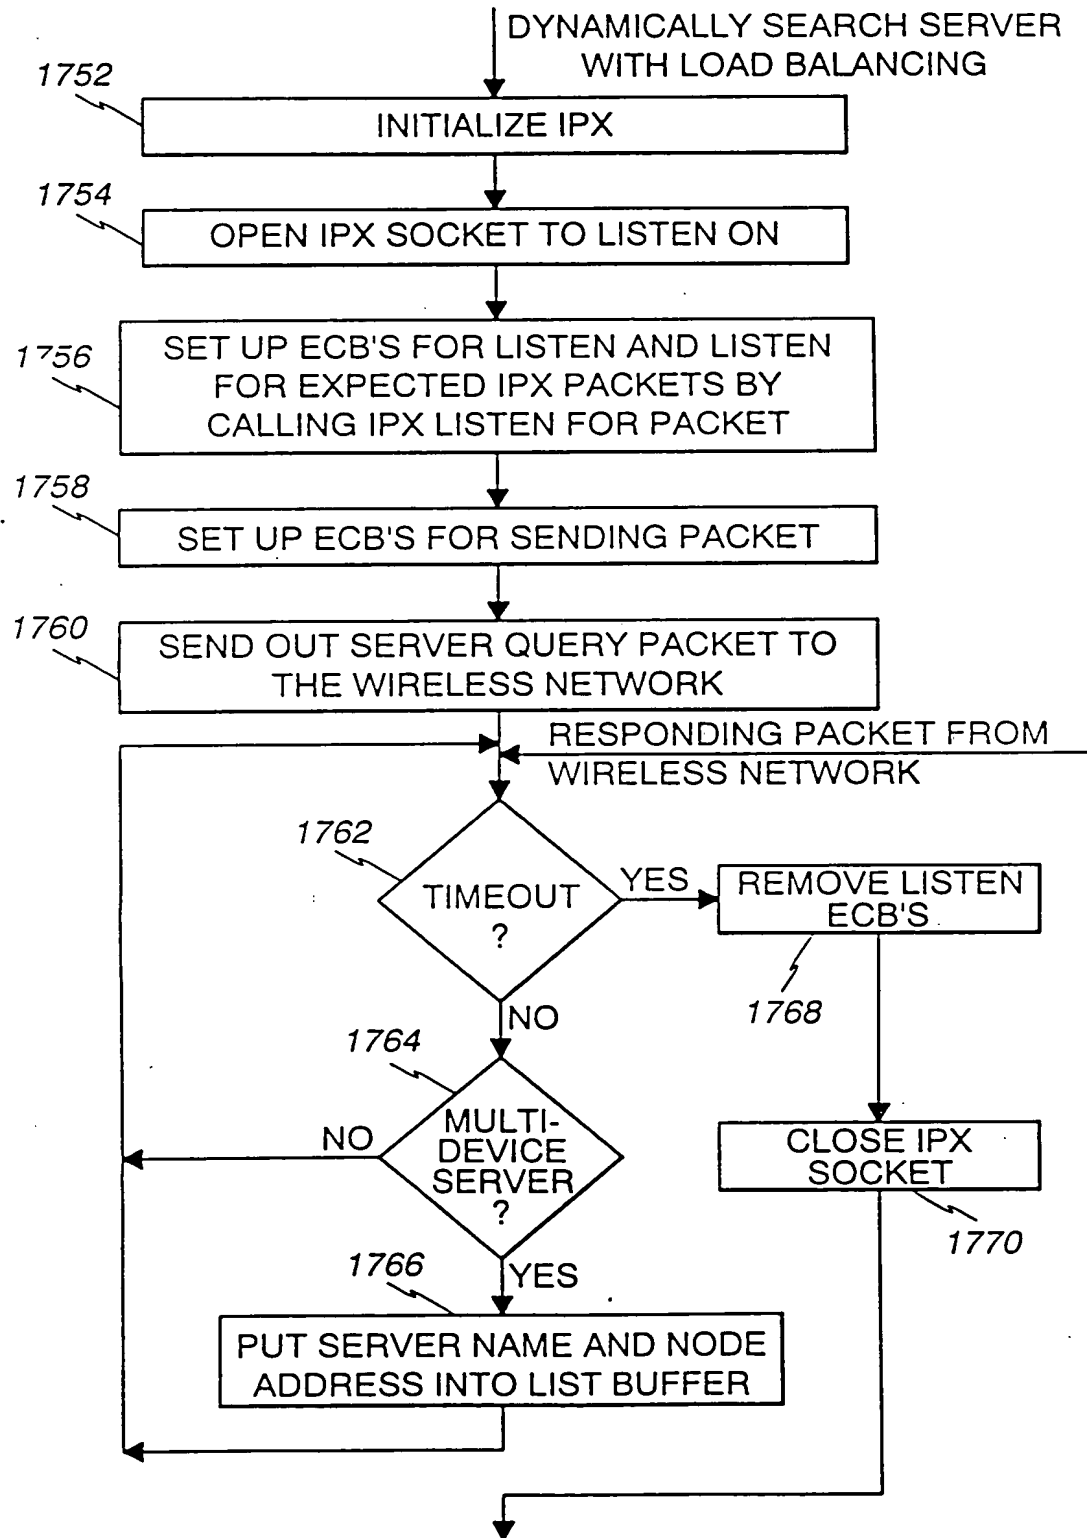 DYNAMICALLY SEARCH SERVER
WITH LOAD BALANCING
1752
INITIALIZE IPX
1754
OPEN IPX SOCKET TO LISTEN ON
1756
SET UP ECB'S FOR LISTEN AND LISTEN
FOR EXPECTED IPX PACKETS BY
CALLING IPX LISTEN FOR PACKET
1758
SET UP ECB'S FOR SENDING PACKET
1760
SEND OUT SERVER QUERY PACKET TO
THE WIRELESS NETWORK
RESPONDING PACKET FROM
WIRELESS NETWORK
1762
TIMEOUT
?
YES
REMOVE LISTEN
ECB'S
1768
NO
1764
MULTI-
DEVICE
SERVER
?
NO
CLOSE IPX
SOCKET
1770
YES
1766
PUT SERVER NAME AND NODE
ADDRESS INTO LIST BUFFER